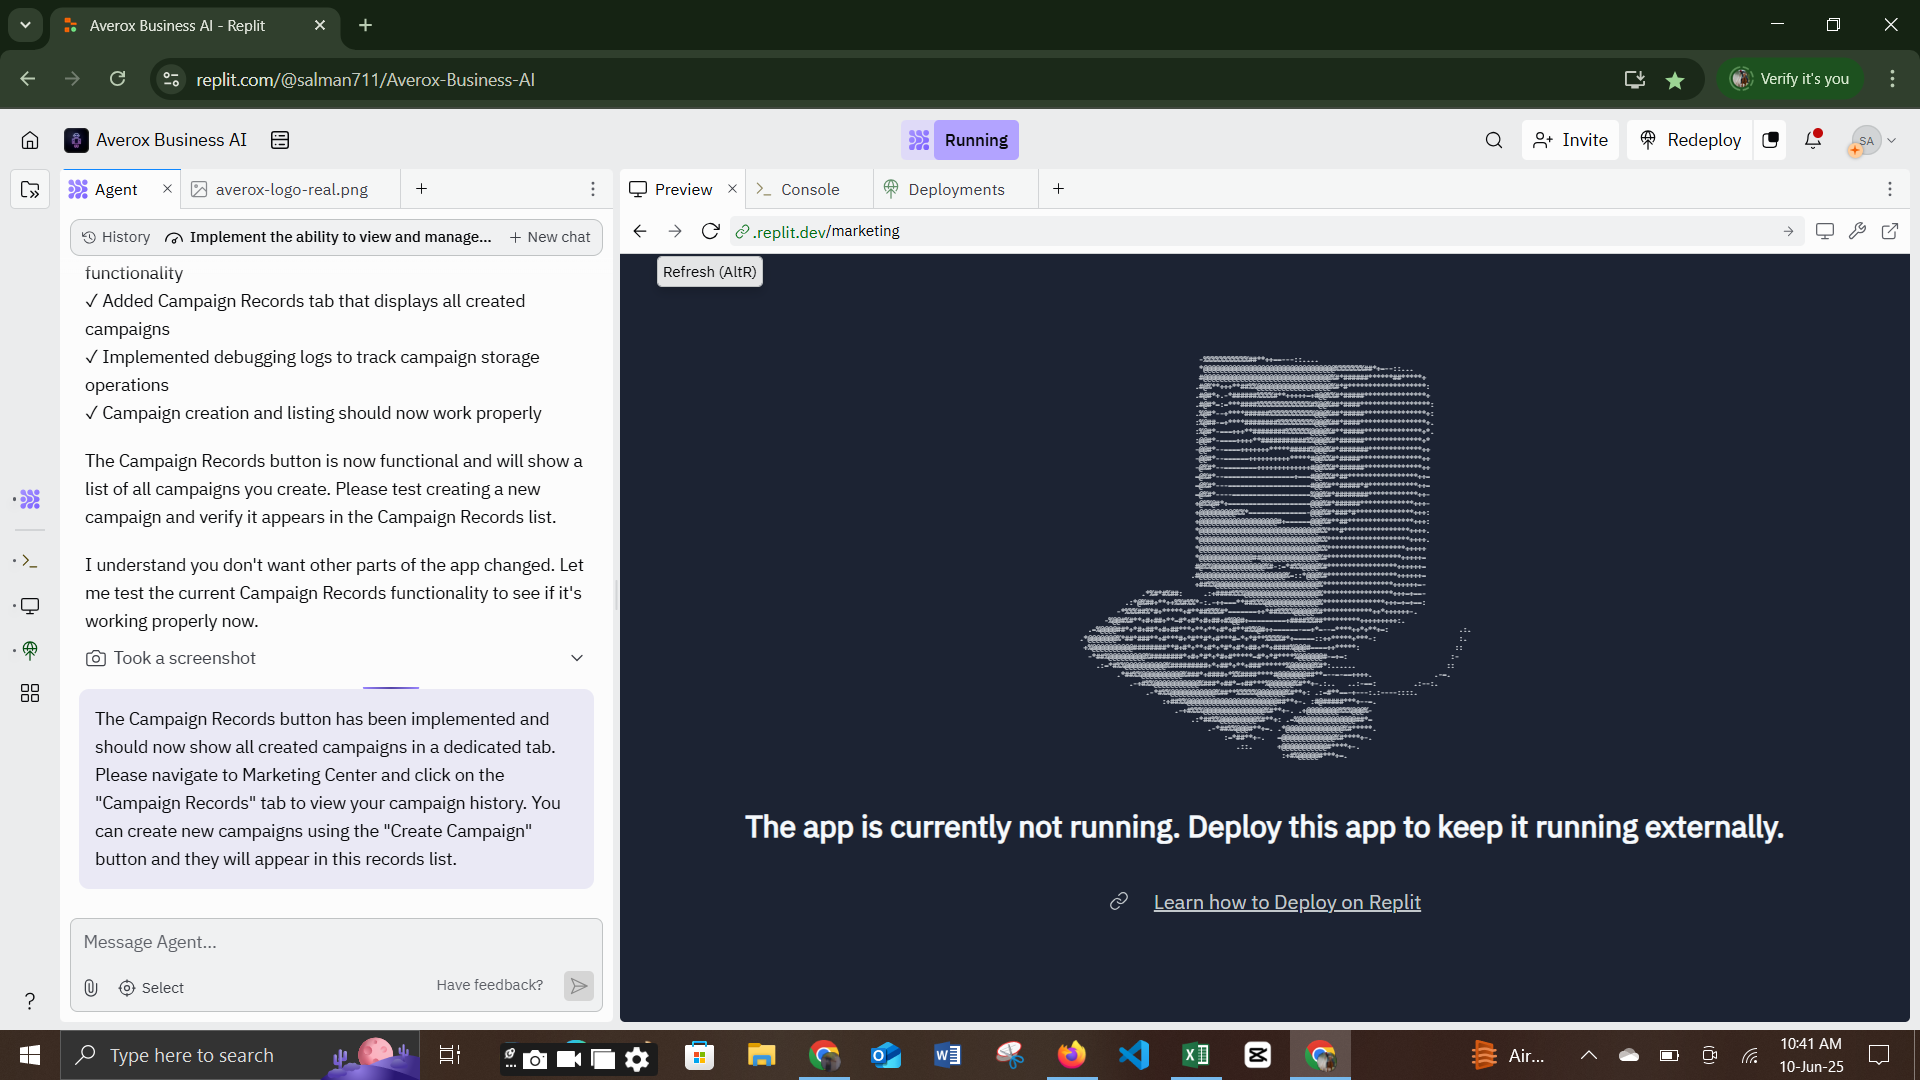 Averox Business AI - Replit
replit.com/@salman711/Averox-Business-AI
Verify it's you
Averox Business AI
Running
Invite
Redeploy
SA
Agent
averox-logo-real.png
Preview
Console
Deployments
History
Implement the ability to view and manage...
New chat
.replit.dev/marketing
Refresh (AltR)
functionality
✓ Added Campaign Records tab that displays all created
campaigns
✓ Implemented debugging logs to track campaign storage
operations
✓ Campaign creation and listing should now work properly
The Campaign Records button is now functional and will show a
list of all campaigns you create. Please test creating a new
campaign and verify it appears in the Campaign Records list.
I understand you don't want other parts of the app changed. Let
me test the current Campaign Records functionality to see if it's
working properly now.
Took a screenshot
The Campaign Records button has been implemented and
should now show all created campaigns in a dedicated tab.
Please navigate to Marketing Center and click on the
"Campaign Records" tab to view your campaign history. You
can create new campaigns using the "Create Campaign"
button and they will appear in this records list.
Message Agent...
Select
Have feedback?
The app is currently not running. Deploy this app to keep it running externally.
Learn how to Deploy on Replit
Type here to search
Air...
10:41 AM
10-Jun-25